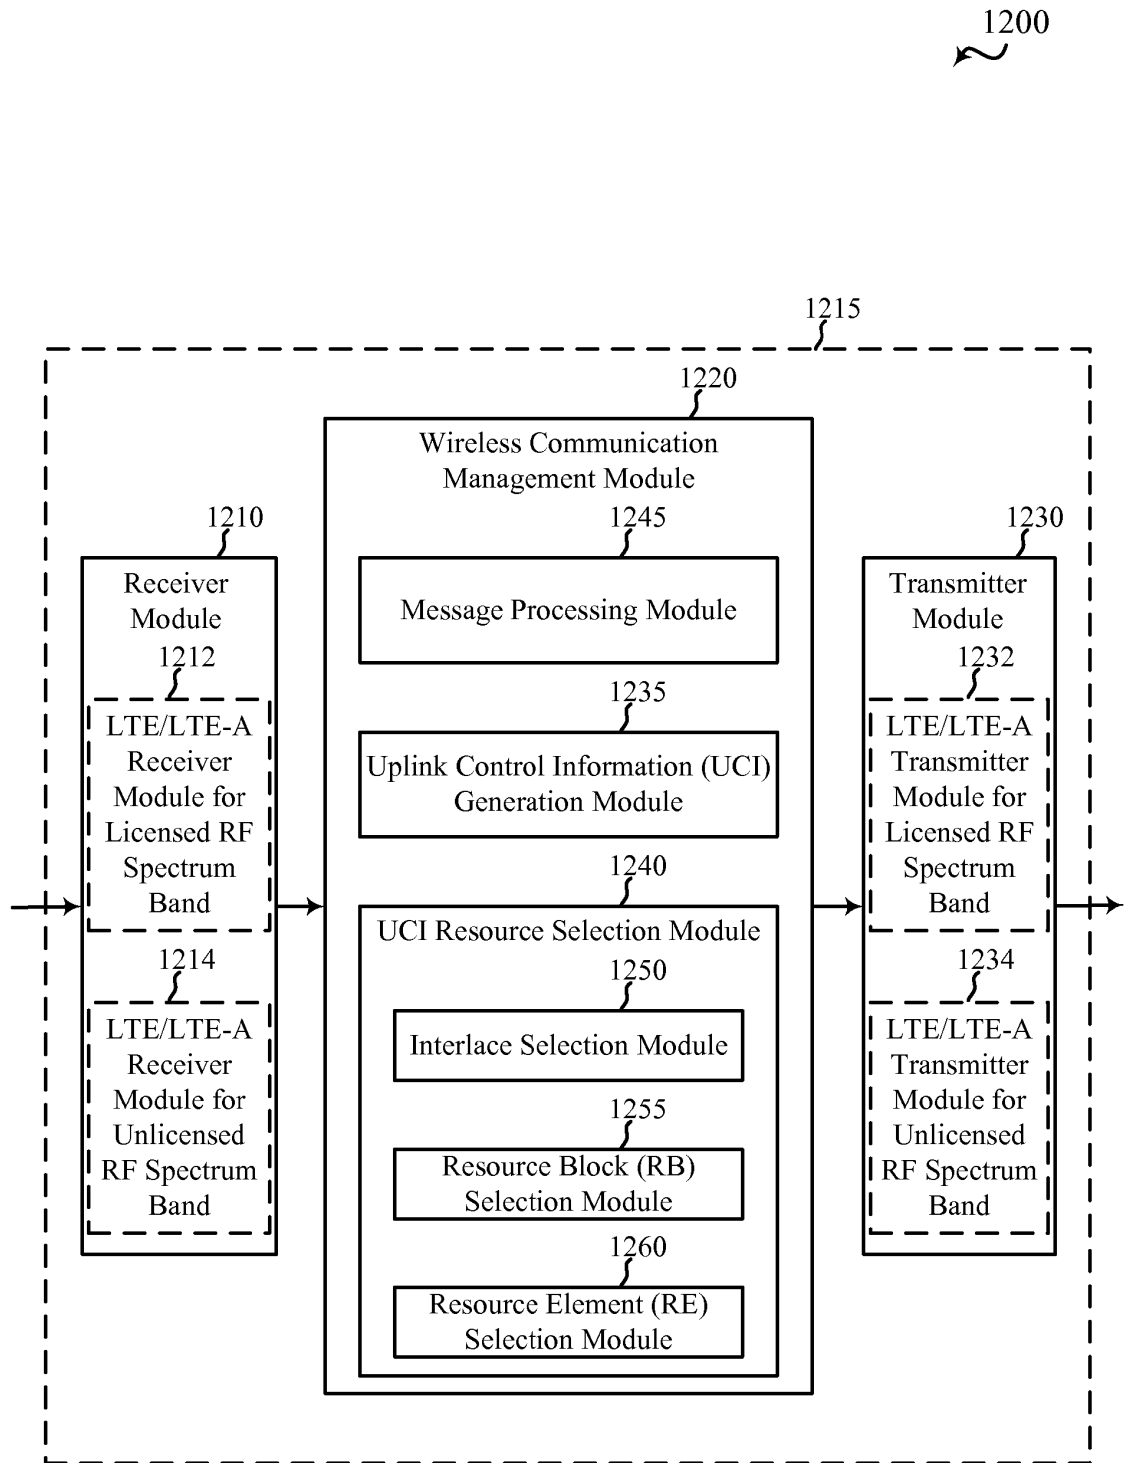 1200
1215
1220
Wireless Communication
Management Module
1210
Receiver
Module
1212
LTE/LTE-A
Receiver
Module for
Licensed RF
Spectrum
Band
1214
LTE/LTE-A
Receiver
Module for
Unlicensed
RF Spectrum
Band
1245
Message Processing Module
1235
Uplink Control Information (UCI)
Generation Module
1240
UCI Resource Selection Module
1250
Interlace Selection Module
1255
Resource Block (RB)
Selection Module
1260
Resource Element (RE)
Selection Module
1230
Transmitter
Module
1232
LTE/LTE-A
Transmitter
Module for
Licensed RF
Spectrum
Band
1234
LTE/LTE-A
Transmitter
Module for
Unlicensed
RF Spectrum
Band